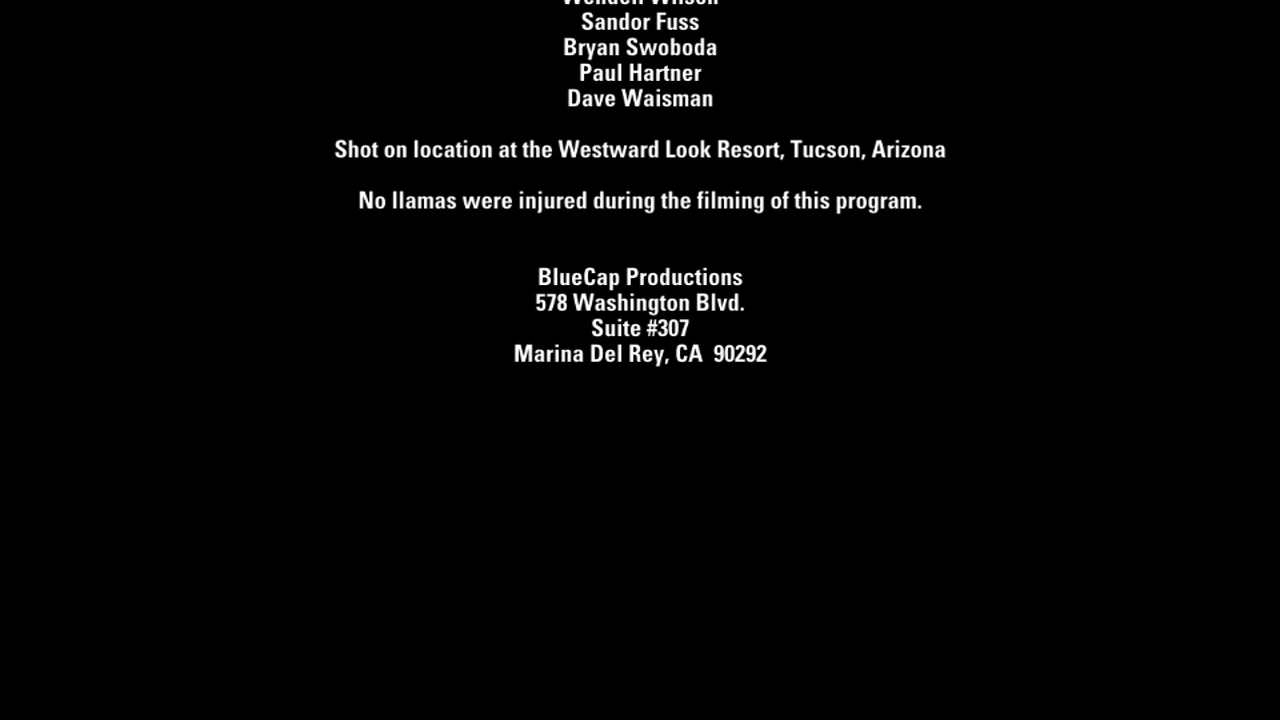 Sandor Fuss
Bryan Swoboda
Paul Hartner
Dave Waisman
Shot on location at the Westward Look Resort, Tucson, Arizona
No llamas were injured during the filming of this program.
BlueCap Productions
578 Washington Blvd.
Suite #307
Marina Del Rey, CA 90292